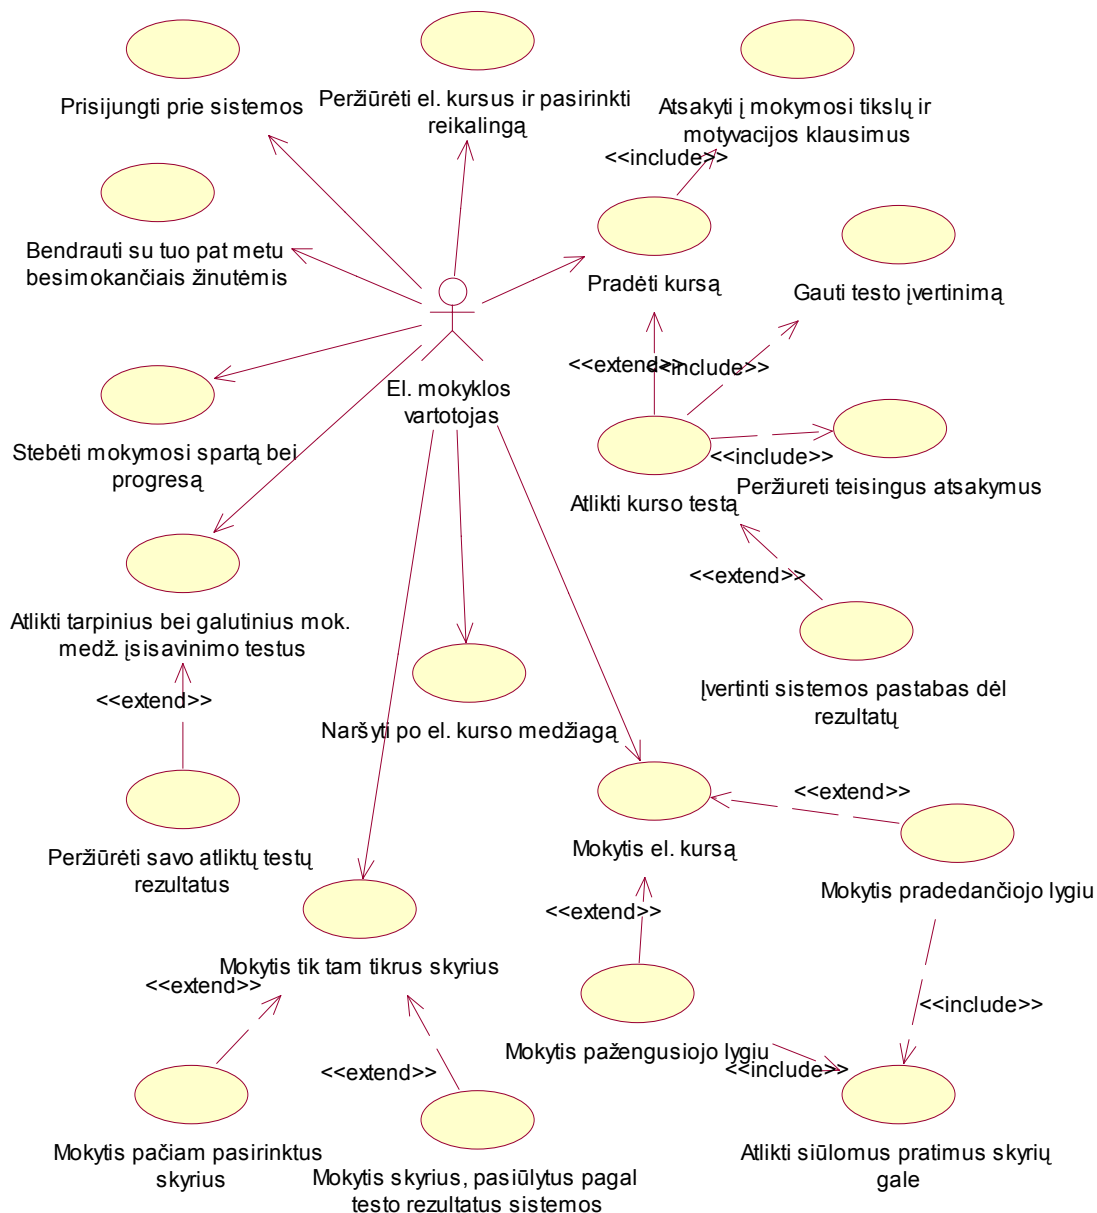 Prisijungti prie sistemos
Peržiūrėti el. kursus ir pasirinkti
reikalingą
Atsakyti į mokymosi tikslų ir
motyvacijos klausimus
<<include>>
Bendrauti su tuo pat metu
besimokančiais žinutėmis
Pradėti kursą
Gauti testo įvertinimą
<<extend>>
<<include>>
El. mokyklos
vartotojas
Stebėti mokymosi spartą bei
progresą
<<include>>
Atlikti kurso testą
Peržiureti teisingus atsakymus
<<extend>>
Atlikti tarpinius bei galutinius mok.
medž. įsisavinimo testus
<<extend>>
Įvertinti sistemos pastabas dėl
rezultatų
Naršyti po el. kurso medžiagą
<<extend>>
Peržiūrėti savo atliktų testų
rezultatus
Mokytis el. kursą
Mokytis pradedančiojo lygiu
<<extend>>
Mokytis tik tam tikrus skyrius
<<extend>>
<<include>>
Mokytis pažengusiojo lygiu
<<include>>
<<extend>>
Mokytis pačiam pasirinktus
skyrius
Mokytis skyrius, pasiūlytus pagal
testo rezultatus sistemos
Atlikti siūlomus pratimus skyrių
gale